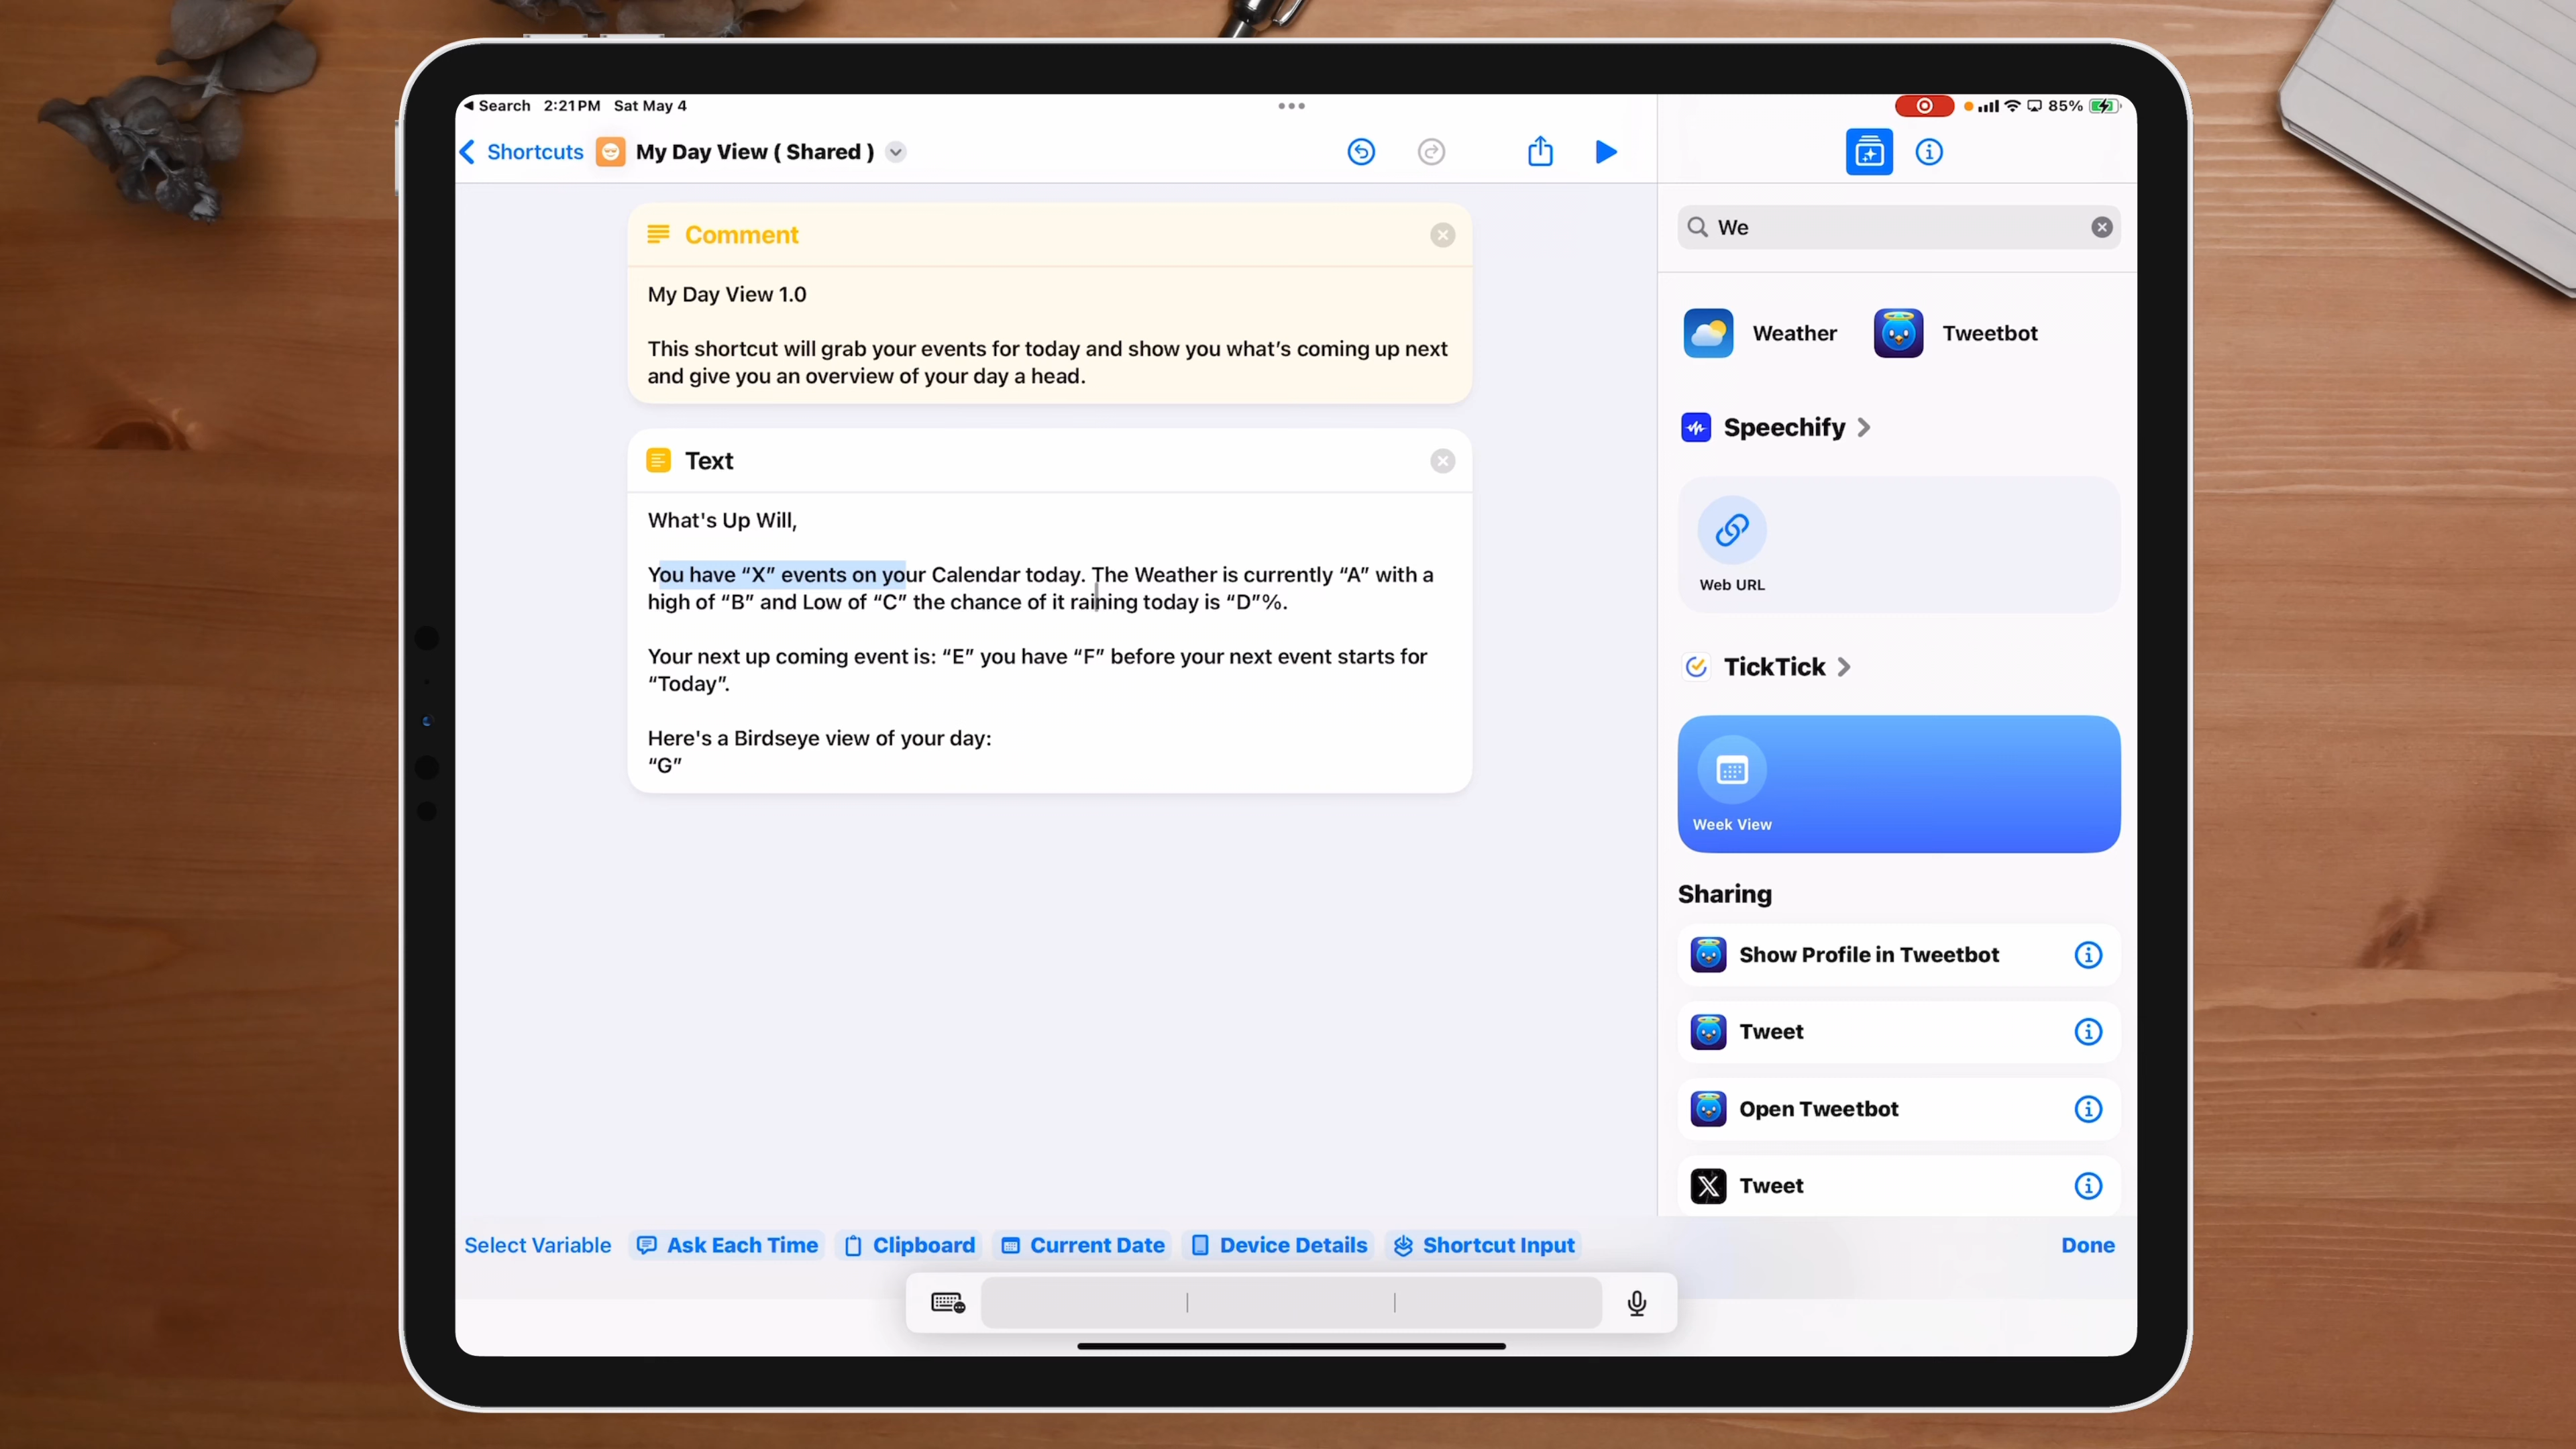 Search 2:21PM Sat May 4
85%
Shortcuts My Day View ( Shared )
Comment
My Day View 1.0
This shortcut will grab your events for today and show you what's coming up next
and give you an overview of your day a head.
Text
What's Up Will,
You have “X” events on your Calendar today. The Weather is currently “A” with a
high of “B” and Low of “C” the chance of it raining today is “D”%.
Your next up coming event is: “E” you have “F” before your next event starts for
“Today”.
Here's a Birdseye view of your day:
“G”
We
Weather Tweetbot
Speechify
Web URL
TickTick
Week View
Sharing
Show Profile in Tweetbot
Tweet
Open Tweetbot
Tweet
Select Variable Ask Each Time Clipboard Current Date Device Details Shortcut Input Done